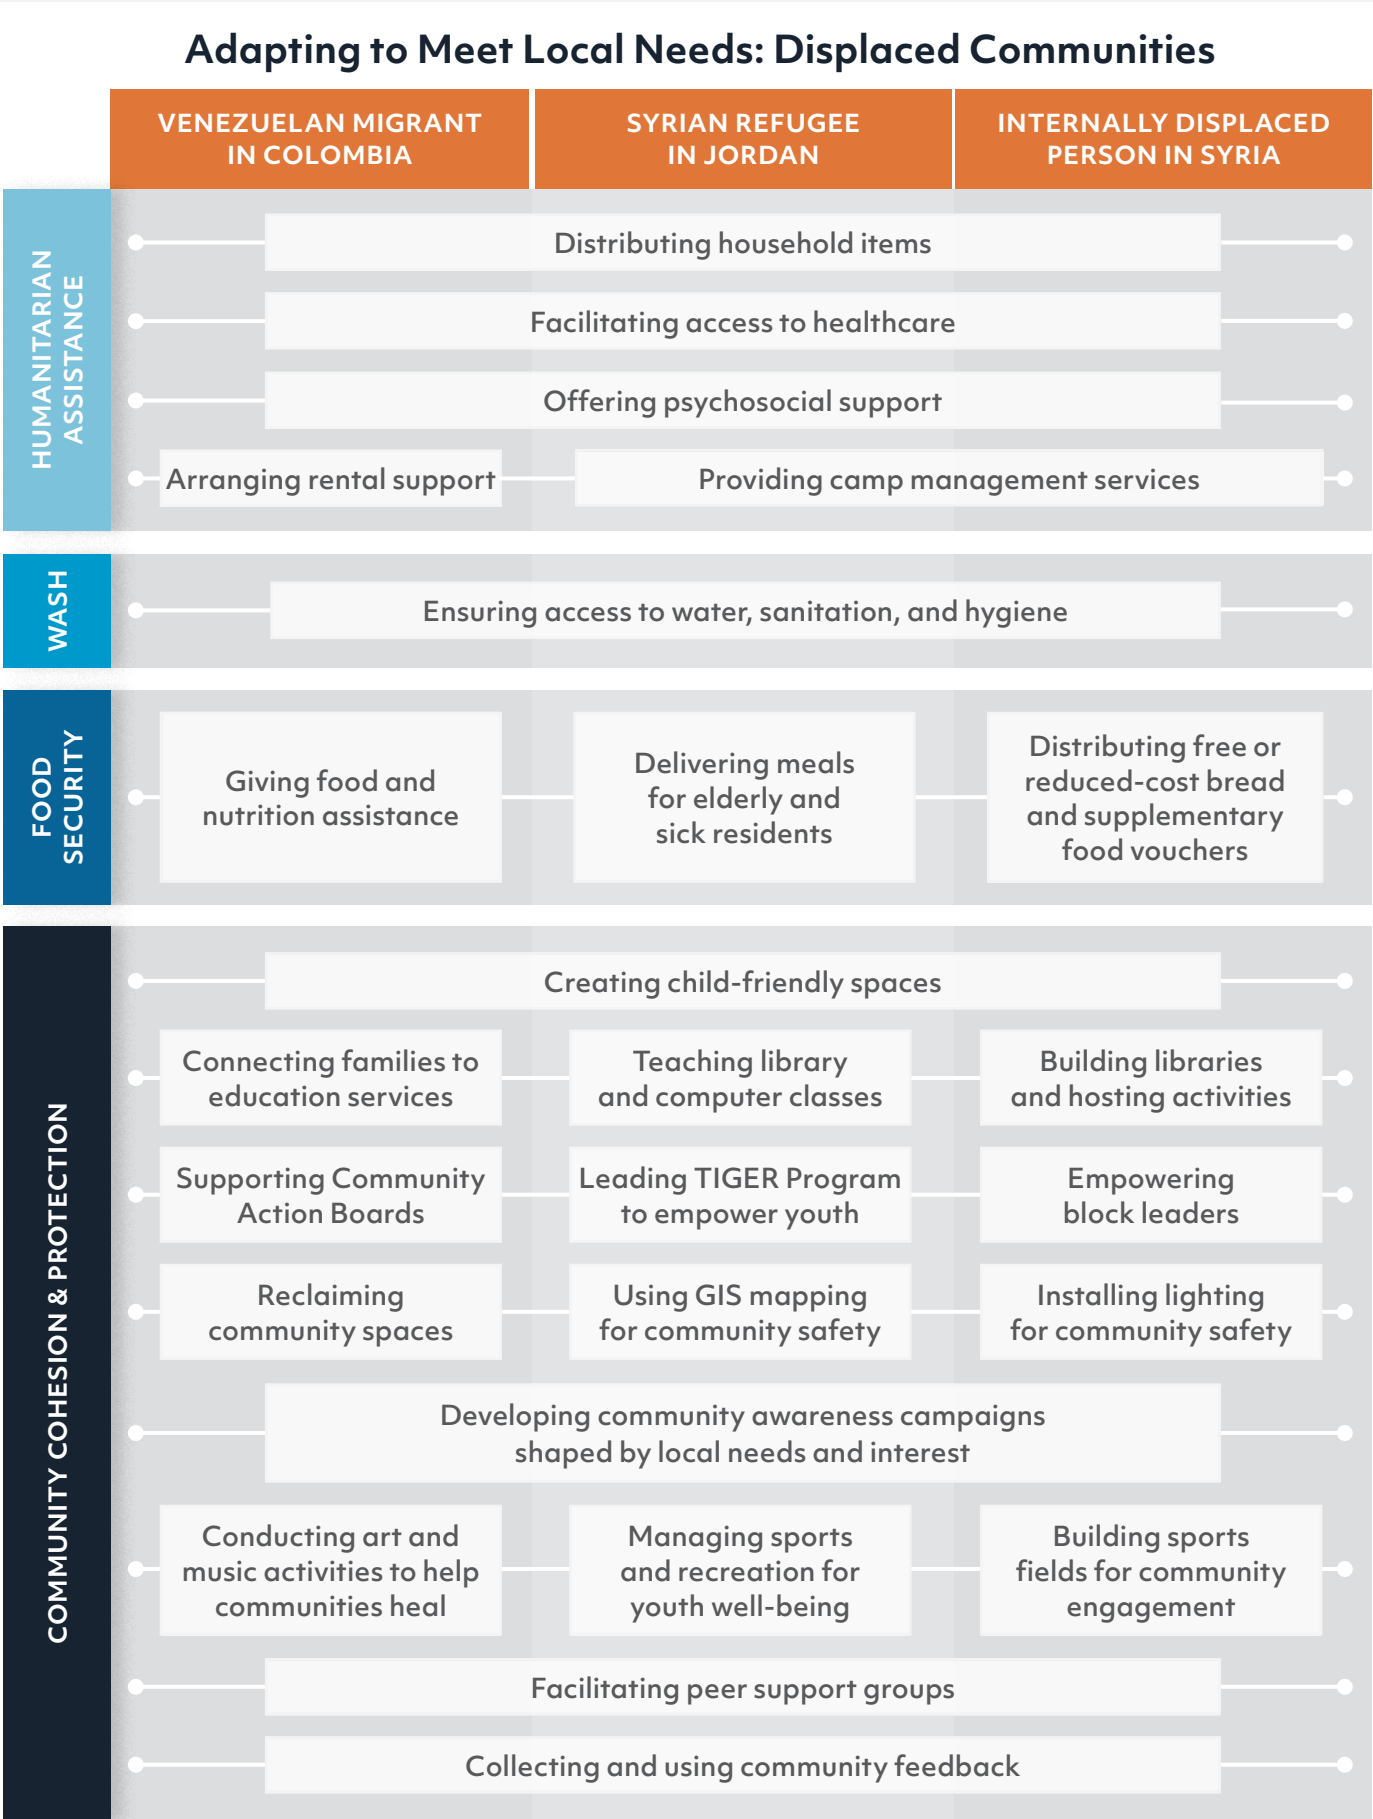 Adapting to Meet Local Needs: Displaced Communities
VENEZUELAN MIGRANT
IN COLOMBIA
SYRIAN REFUGEE
IN JORDAN
INTERNALLY DISPLACED
PERSON IN SYRIA
HUMANITARIAN
ASSISTANCE
Distributing household items
Facilitating access to healthcare
Offering psychosocial support
Arranging rental support
Providing camp management services
WASH
Ensuring access to water, sanitation, and hygiene
FOOD
SECURITY
Giving food and
nutrition assistance
Delivering meals
for elderly and
sick residents
Distributing free or
reduced-cost bread
and supplementary
food vouchers
COMMUNITY COHESION & PROTECTION
Creating child-friendly spaces
Connecting families to
education services
Teaching library
and computer classes
Building libraries
and hosting activities
Supporting Community
Action Boards
Leading TIGER Program
to empower youth
Empowering
block leaders
Reclaiming
community spaces
Using GIS mapping
for community safety
Installing lighting
for community safety
Developing community awareness campaigns
shaped by local needs and interest
Conducting art and
music activities to help
communities heal
Managing sports
and recreation for
youth well-being
Building sports
fields for community
engagement
Facilitating peer support groups
Collecting and using community feedback